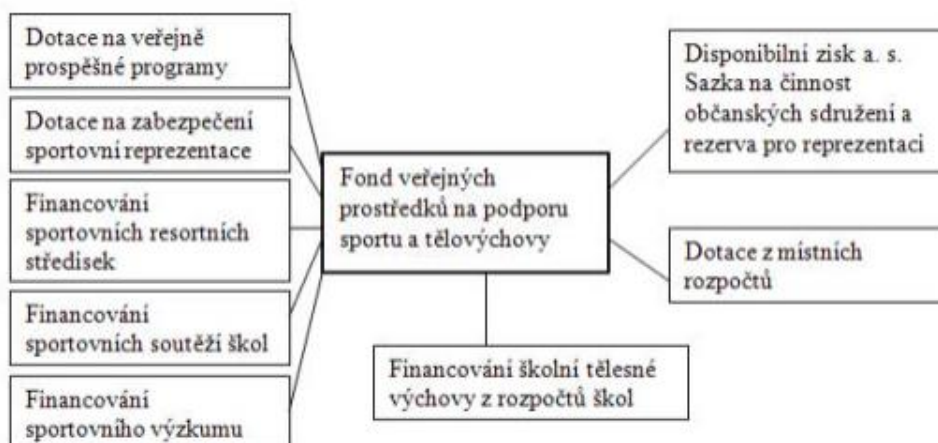 Dotace na veřejně
prospěšné programy
Dotace na zabezpečení
sportovní reprezentace
Financování
sportovních resortních
středisek
Financování
sportovních soutěží škol
Financování
sportovního výzkumu
Fond veřejných
prostředků na podporu
sportu a tělovýchovy
Financování školní tělesné
výchovy z rozpočtů škol
Disponibilní zisk a. s.
Sazka na činnost
občanských sdružení a
rezerva pro reprezentaci
Dotace z místních
rozpočtů